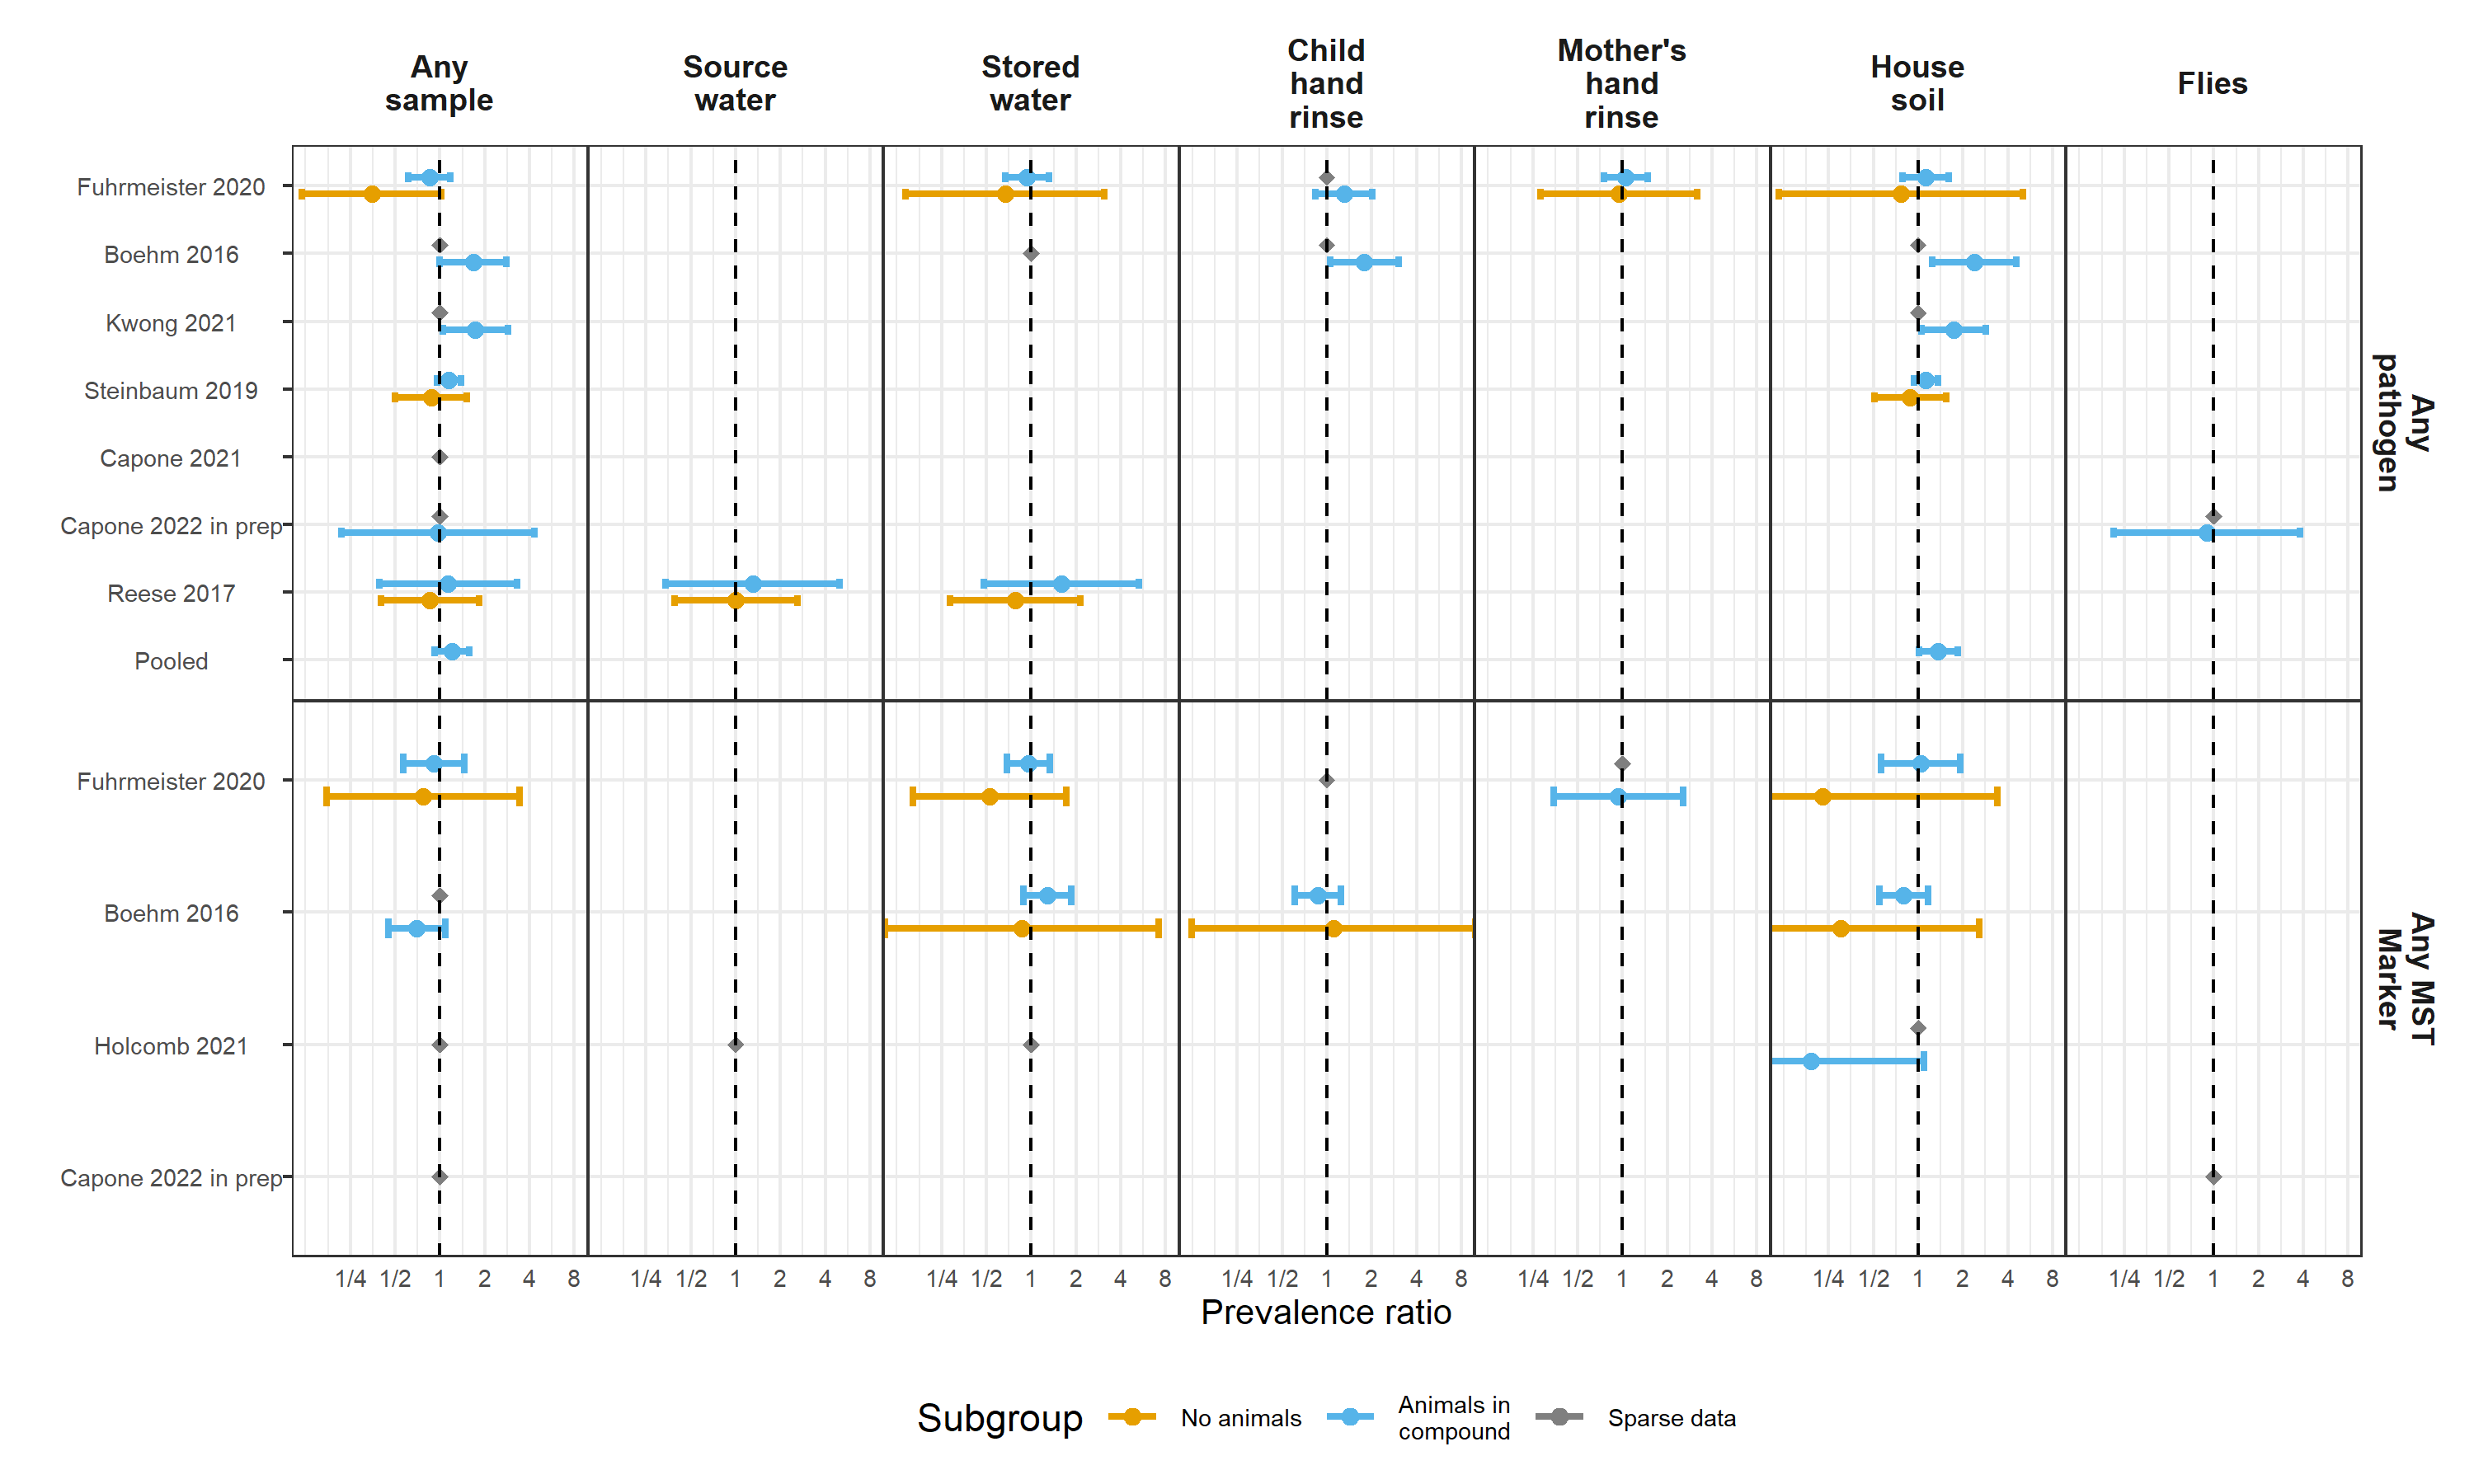 Any
sample
Source
water
Stored
water
Child
hand
rinse
Mother's
hand
rinse
House
soil
Flies
Fuhrmeister 2020
Boehm 2016
Kwong 2021
Steinbaum 2019
Capone 2021
Capone 2022 in prep
Reese 2017
Pooled
Any
pathogen
Fuhrmeister 2020
Boehm 2016
Holcomb 2021
Capone 2022 in prep
Any MST
Marker
1/4 1/2 1 2 4 8
1/4 1/2 1 2 4 8
1/4 1/2 1 2 4 8
1/4 1/2 1 2 4 8
1/4 1/2 1 2 4 8
1/4 1/2 1 2 4 8
1/4 1/2 1 2 4 8
Prevalence ratio
Subgroup
No animals
Animals in
compound
Sparse data